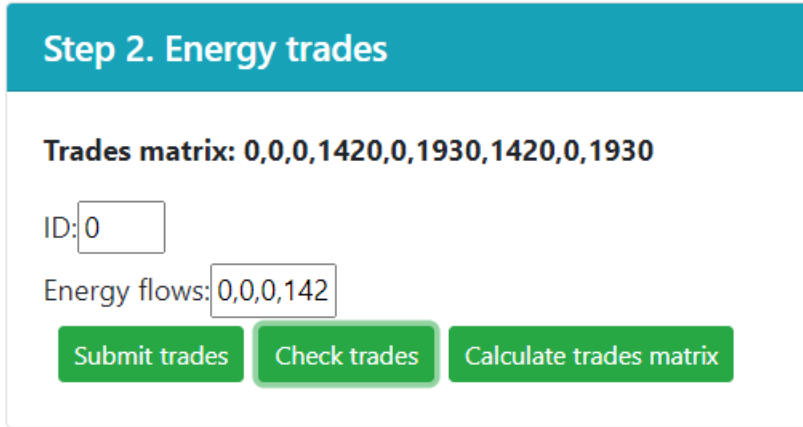 Step 2. Energy trades
Trades matrix: 0,0,0,1420,0,1930,1420,0,1930
ID: 0
Energy flows: 0,0,0,142
Submit trades Check trades Calculate trades matrix